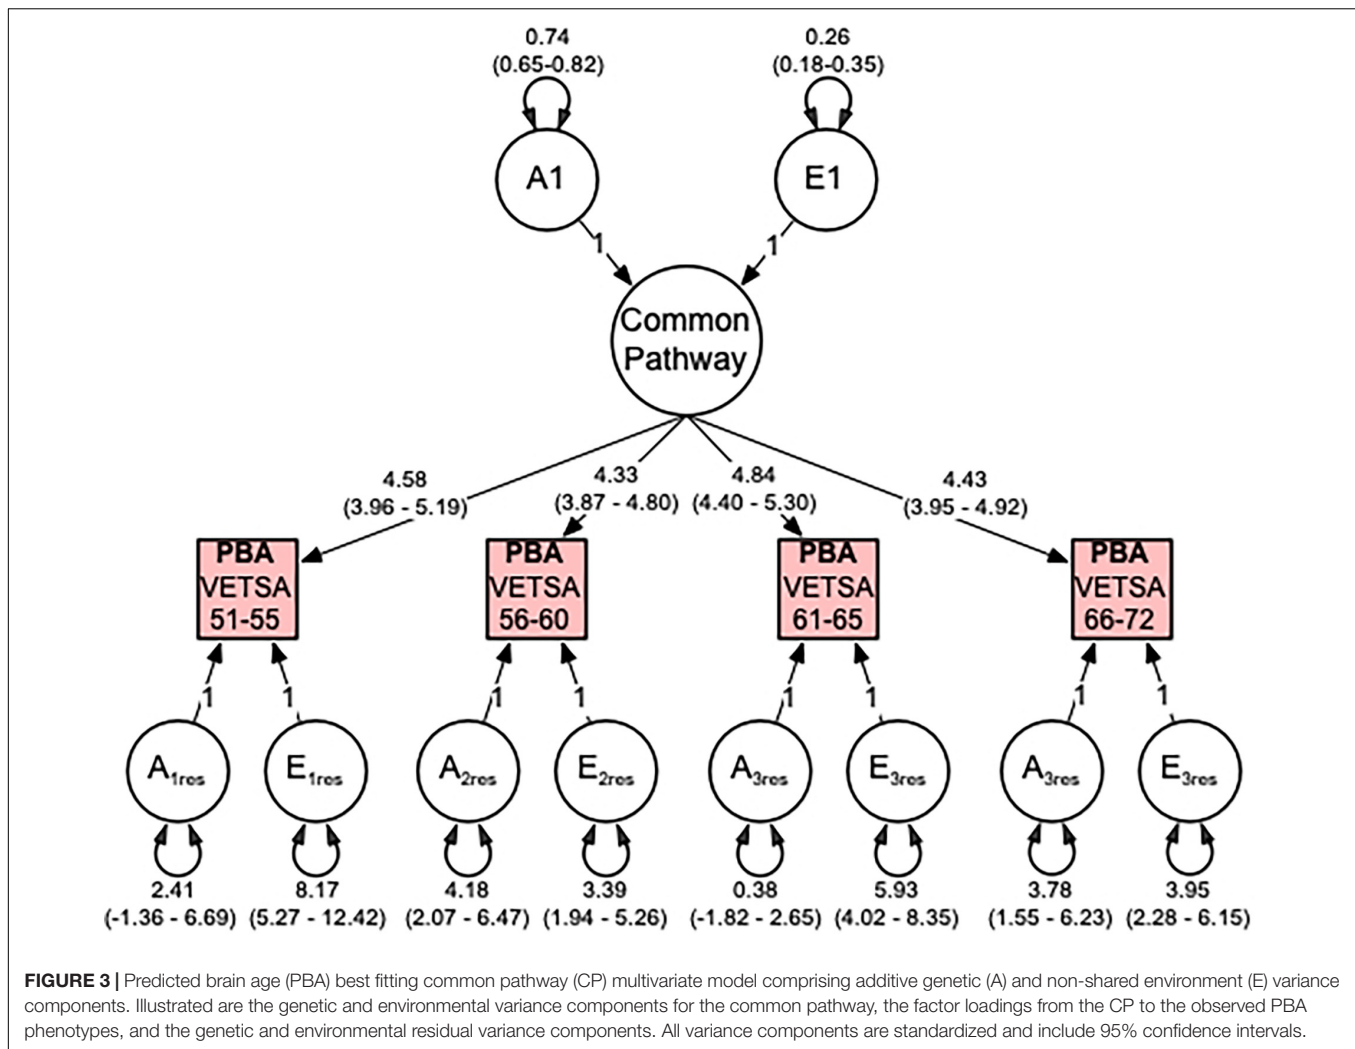 0.74
(0.65-0.82)
0.26
(0.18-0.35)
A1
E1
1
1
Common
Pathway
4.58
(3.96 - 5.19)
4.33
(3.87 - 4.80)
4.84
(4.40 - 5.30)
4.43
(3.95 - 4.92)
PBA
VETSA
51-55
PBA
VETSA
56-60
PBA
VETSA
61-65
PBA
VETSA
66-72
1
1
1
1
1
1
1
1
A1res
E1res
A2res
E2res
A3res
E3res
A3res
E3res
2.41
(-1.36 - 6.69)
8.17
(5.27 - 12.42)
4.18
(2.07 - 6.47)
3.39
(1.94 - 5.26)
0.38
(-1.82 - 2.65)
5.93
(4.02 - 8.35)
3.78
(1.55 - 6.23)
3.95
(2.28 - 6.15)
FIGURE 3 | Predicted brain age (PBA) best fitting common pathway (CP) multivariate model comprising additive genetic (A) and non-shared environment (E) variance
components. Illustrated are the genetic and environmental variance components for the common pathway, the factor loadings from the CP to the observed PBA
phenotypes, and the genetic and environmental residual variance components. All variance components are standardized and include 95% confidence intervals.